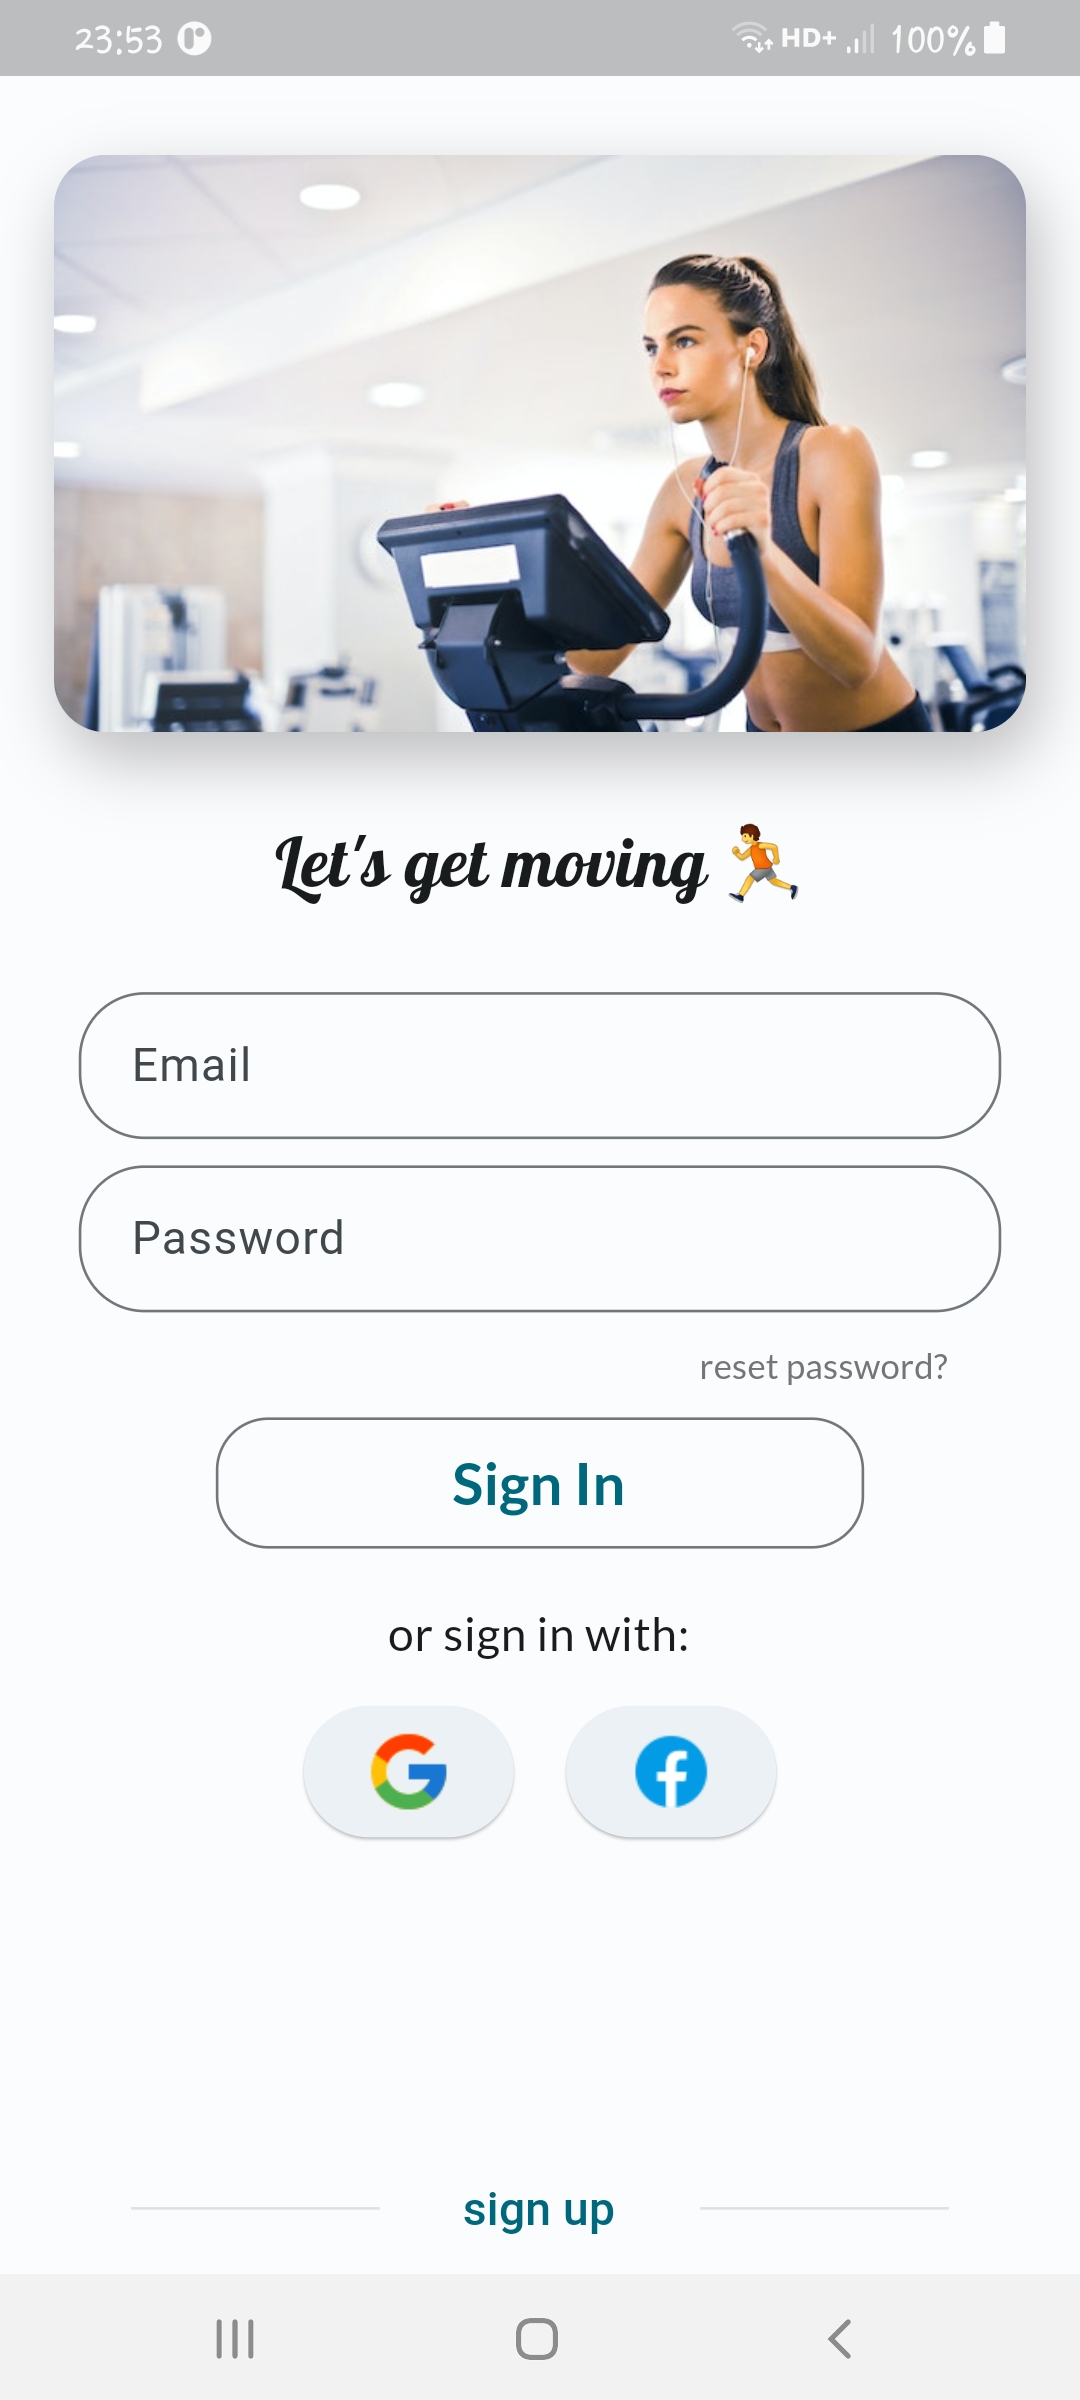 23:53 HD+ 100%
Let's get moving 🏃
Email
Password
reset password?
Sign In
or sign in with:
sign up